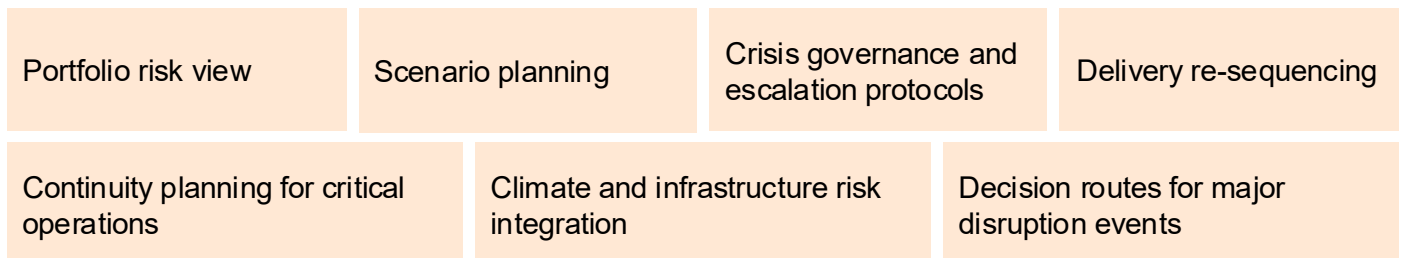 Portfolio risk view
Scenario planning
Crisis governance and
escalation protocols
Delivery re-sequencing
Continuity planning for critical
operations
Climate and infrastructure risk
integration
Decision routes for major
disruption events